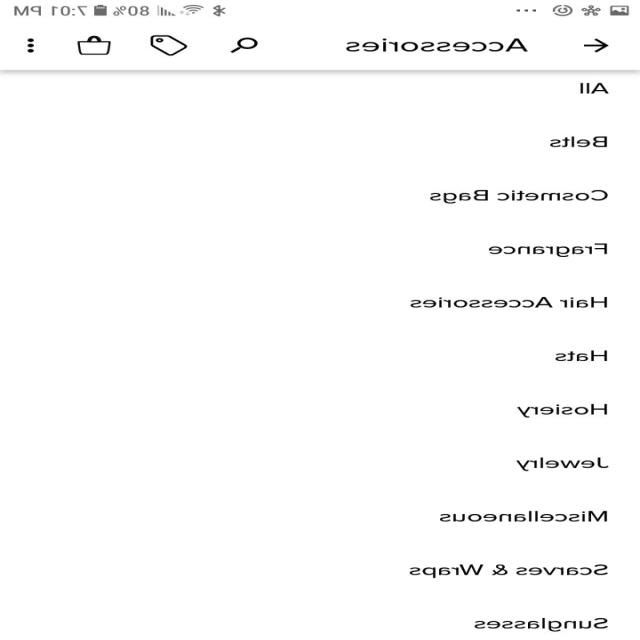 80% 7:01 PM
Accessories
All
Belts
Cosmetic Bags
Fragrance
Hair Accessories
Hats
Hosiery
Jewelry
Miscellaneous
Scarves & Wraps
Sunglasses